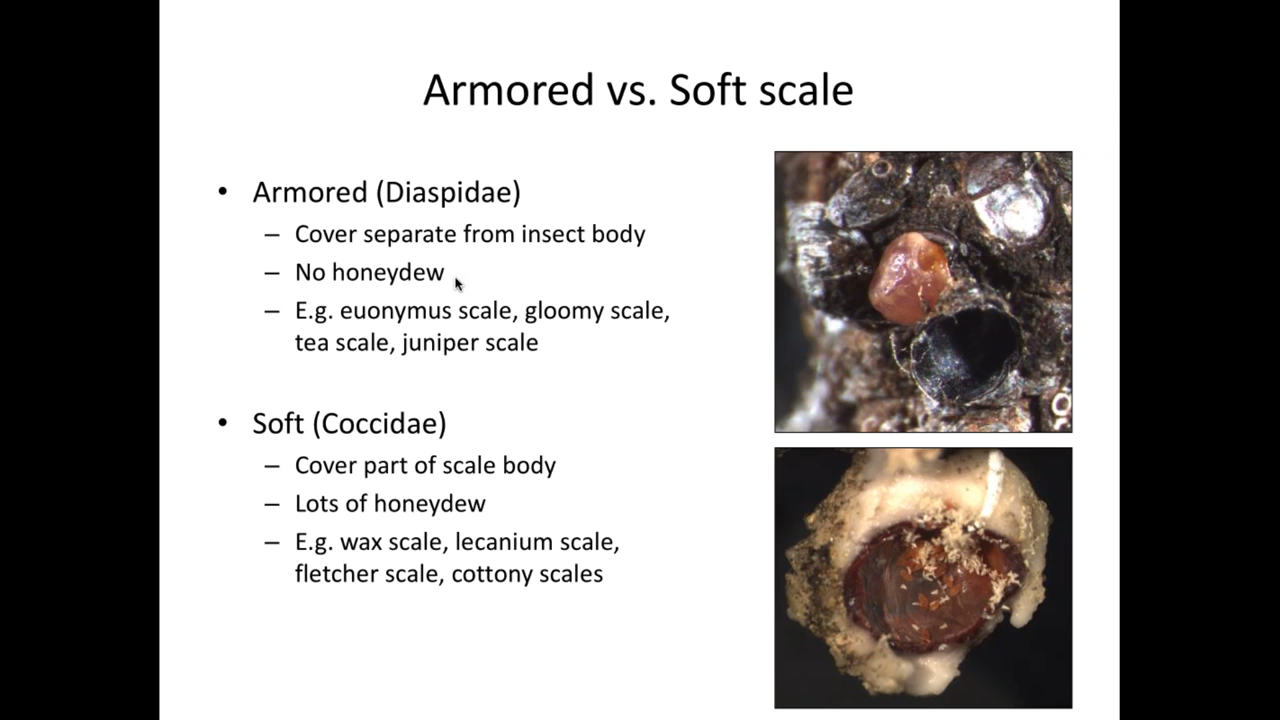 Armored vs. Soft scale
• Armored (Diaspidae)
– Cover separate from insect body
– No honeydew
– E.g. euonymus scale, gloomy scale,
tea scale, juniper scale
• Soft (Coccidae)
– Cover part of scale body
– Lots of honeydew
– E.g. wax scale, lecanium scale,
fletcher scale, cottony scales